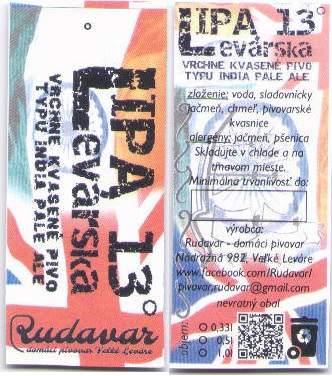 LIPA 13°
Levarska
VRCHNE KVASENÉ PIVO
TYPU INDIA PALE ALE
Rudavar
domáci pivovar Veľké Leváre
LIPA 13°
Levarska
VRCHNE KVASENÉ PIVO
TYPU INDIA PALE ALE
zloženie: voda, sladovnícky
jačmeň, chmeľ, pivovarské
kvasnice
alergény: jačmeň, pšenica
Skladujte v chlade a na
tmavom mieste.
Minimálna trvanlivosť do:
výrobca:
Rudavar - domáci pivovar
Nádražná 982, Veľké Leváre
www.facebook.com/Rudavar/
pivovar.rudavar@gmail.com
nevratný obal
objem:
0,33l
0,5l
1,0l